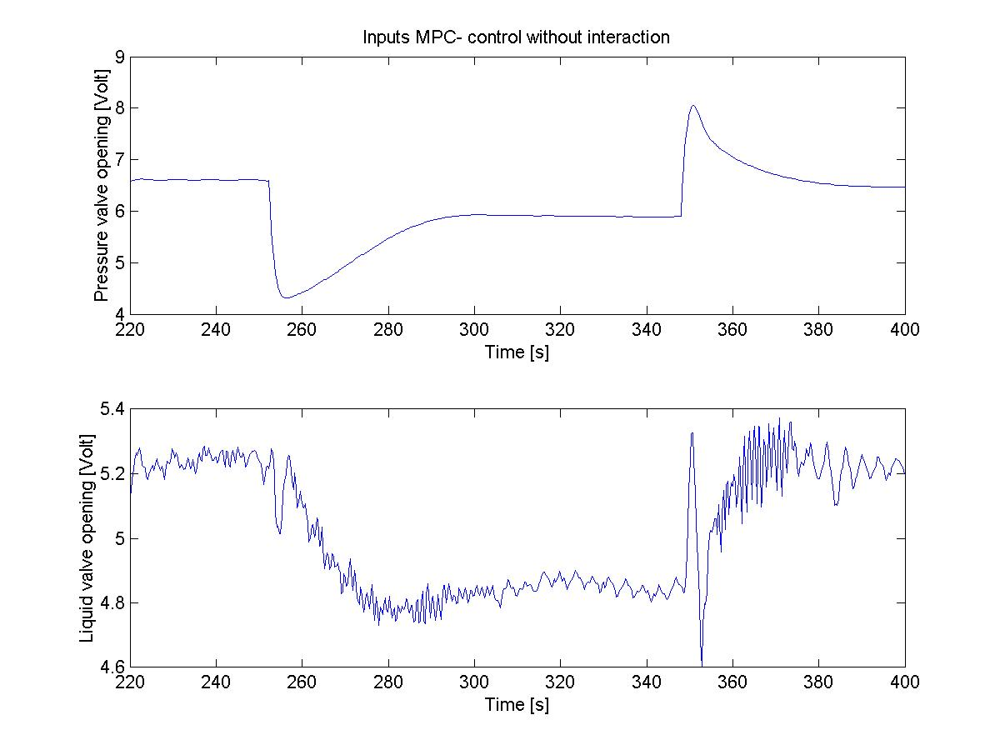 Inputs MPC- control without interaction
9
8
7
6
5
4
Pressure valve opening [Volt]
220 240 260 280 300 320 340 360 380 400
Time [s]
5.4
5.2
5
4.8
4.6
Liquid valve opening [Volt]
220 240 260 280 300 320 340 360 380 400
Time [s]